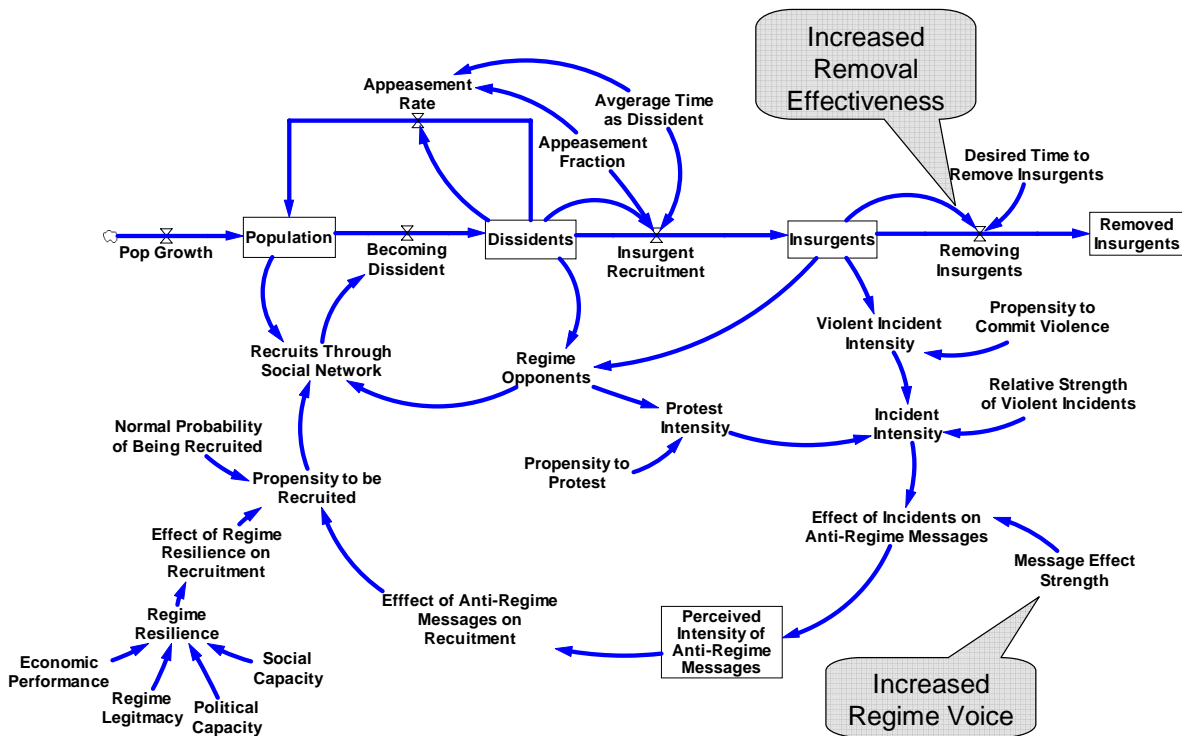 Increased
Removal
Effectiveness
Appeasement
Rate
Avgerage Time
as Dissident
Appeasement
Fraction
Desired Time to
Remove Insurgents
Pop Growth
Population
Becoming
Dissident
Dissidents
Insurgent
Recruitment
Insurgents
Removing
Insurgents
Removed
Insurgents
Recruits Through
Social Network
Regime
Opponents
Violent Incident
Intensity
Propensity to
Commit Violence
Normal Probability
of Being Recruited
Protest
Intensity
Incident
Intensity
Relative Strength
of Violent Incidents
Propensity to
Protest
Propensity to be
Recruited
Effect of Regime
Resilience on
Recruitment
Effect of Incidents on
Anti-Regime Messages
Message Effect
Strength
Regime
Resilience
Efffect of Anti-Regime
Messages on
Recuitment
Perceived
Intensity of
Anti-Regime
Messages
Economic
Performance
Regime
Legitmacy
Political
Capacity
Social
Capacity
Increased
Regime Voice